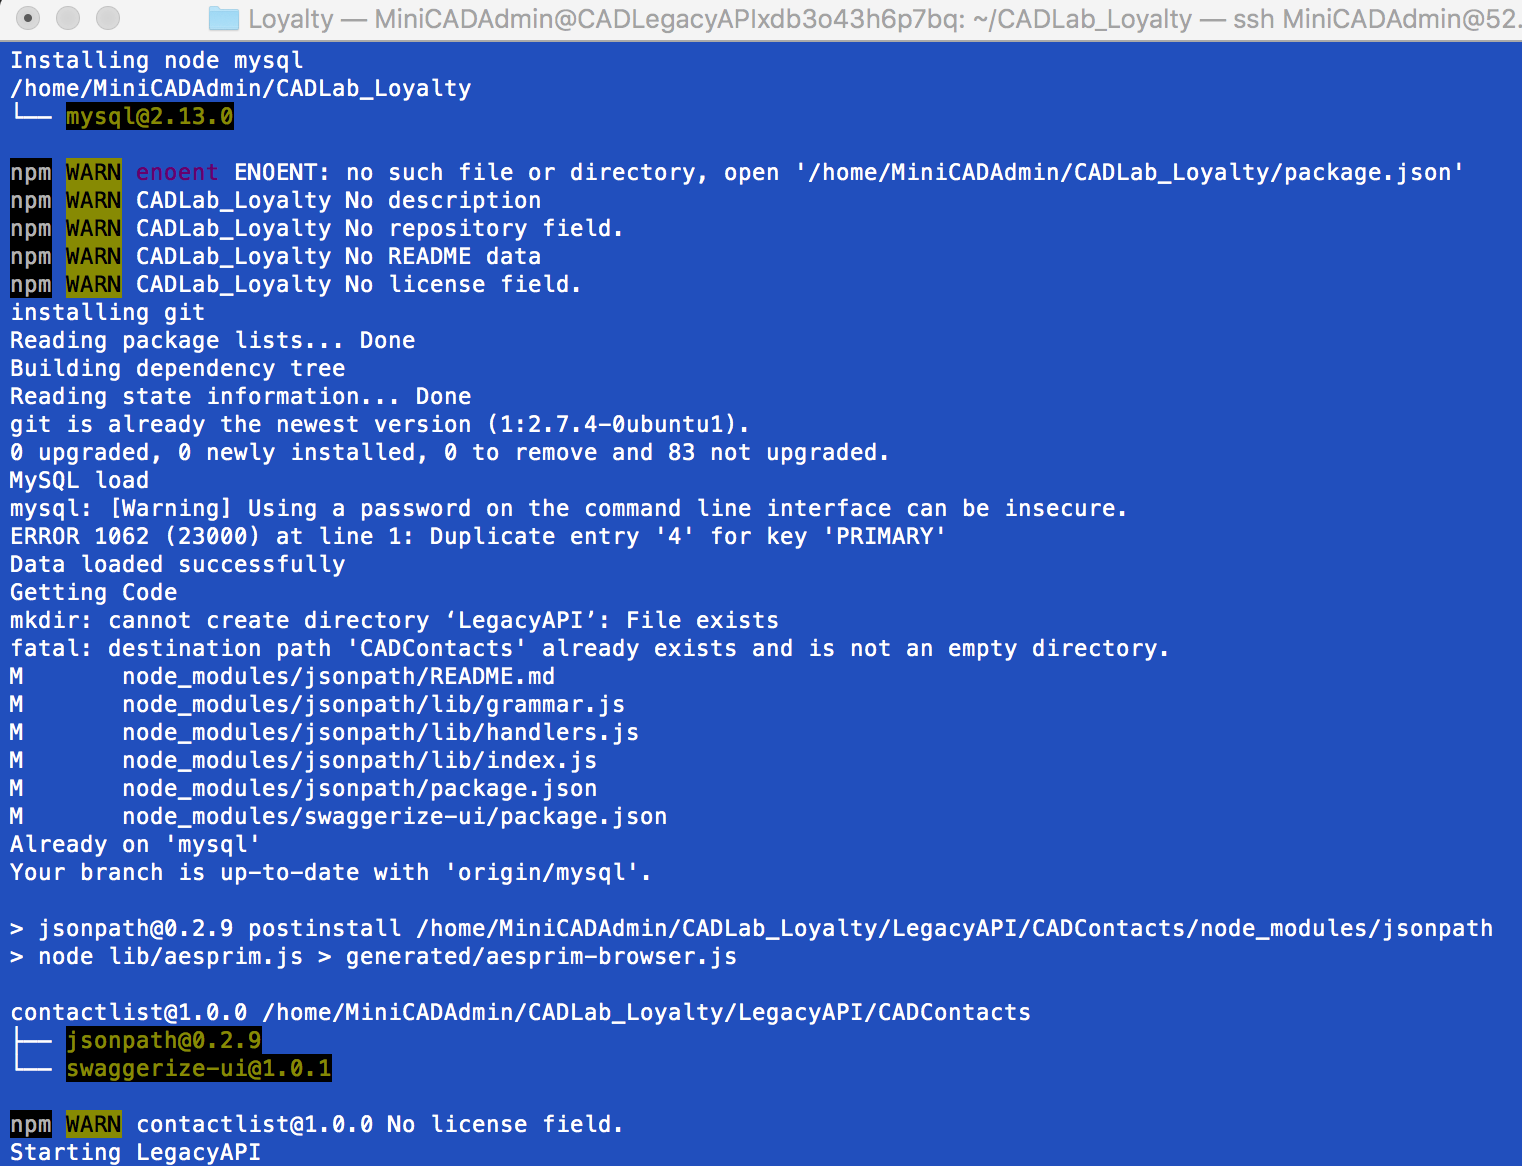 Loyalty — MiniCADAdmin@CADLegacyAPIxdb3o43h6p7bq: ~/CADLab_Loyalty — ssh MiniCADAdmin@52.
Installing node mysql
/home/MiniCADAdmin/CADLab_Loyalty
└── mysql@2.13.0
npm WARN enoent ENOENT: no such file or directory, open '/home/MiniCADAdmin/CADLab_Loyalty/package.json'
npm WARN CADLab_Loyalty No description
npm WARN CADLab_Loyalty No repository field.
npm WARN CADLab_Loyalty No README data
npm WARN CADLab_Loyalty No license field.
installing git
Reading package lists... Done
Building dependency tree
Reading state information... Done
git is already the newest version (1:2.7.4-0ubuntu1).
0 upgraded, 0 newly installed, 0 to remove and 83 not upgraded.
MySQL load
mysql: [Warning] Using a password on the command line interface can be insecure.
ERROR 1062 (23000) at line 1: Duplicate entry '4' for key 'PRIMARY'
Data loaded successfully
Getting Code
mkdir: cannot create directory ‘LegacyAPI’: File exists
fatal: destination path 'CADContacts' already exists and is not an empty directory.
M       node_modules/jsonpath/README.md
M       node_modules/jsonpath/lib/grammar.js
M       node_modules/jsonpath/lib/handlers.js
M       node_modules/jsonpath/lib/index.js
M       node_modules/jsonpath/package.json
M       node_modules/swaggerize-ui/package.json
Already on 'mysql'
Your branch is up-to-date with 'origin/mysql'.
> jsonpath@0.2.9 postinstall /home/MiniCADAdmin/CADLab_Loyalty/LegacyAPI/CADContacts/node_modules/jsonpath
> node lib/aesprim.js > generated/aesprim-browser.js
contactlist@1.0.0 /home/MiniCADAdmin/CADLab_Loyalty/LegacyAPI/CADContacts
├── jsonpath@0.2.9
└── swaggerize-ui@1.0.1
npm WARN contactlist@1.0.0 No license field.
Starting LegacyAPI